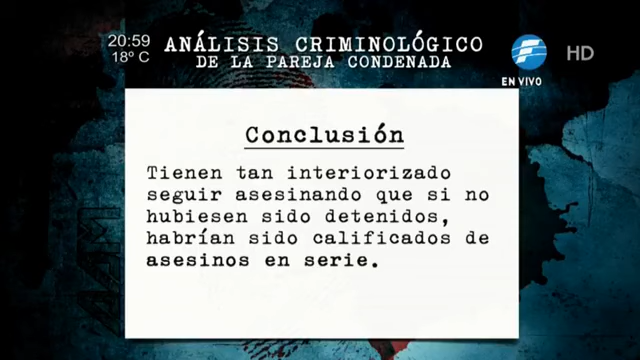 20:59
18° C
ANÁLISIS CRIMINOLÓGICO
DE LA PAREJA CONDENADA
HD
EN VIVO
Conclusión
Tienen tan interiorizado
seguir asesinando que si no
hubiesen sido detenidos,
habrían sido calificados de
asesinos en serie.